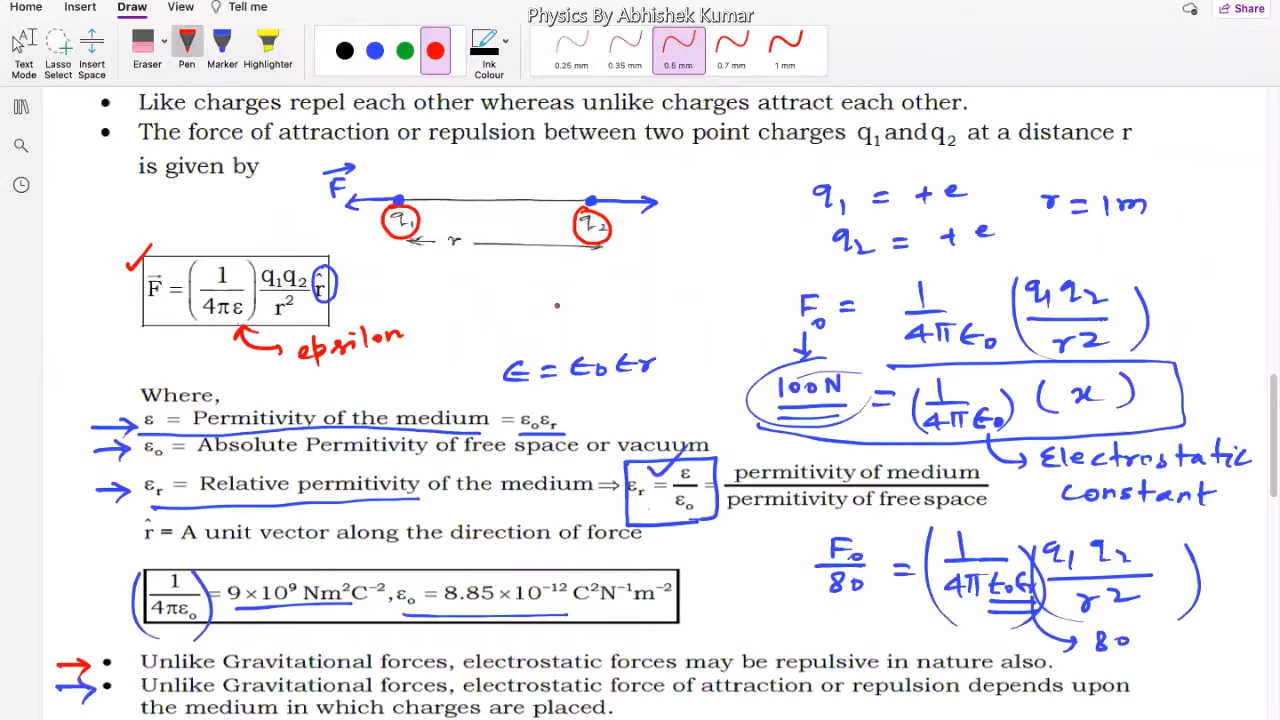 Home Insert Draw View Tell me
Physics By Abhishek Kumar
Share
Text Mode
Lasso Select
Insert Space
Eraser
Pen
Marker
Highlighter
Ink Colour
0.25 mm
0.35 mm
0.5 mm
0.7 mm
1 mm
• Like charges repel each other whereas unlike charges attract each other.
• The force of attraction or repulsion between two point charges q₁ and q₂ at a distance r
is given by
F⃗
q₁ q₂
r
q₁ = +e r = 1m
q₂ = +e
F⃗ = (1/4πε) q₁q₂/r² r̂
epsilon
F₀ = 1/4πε₀ (q₁q₂/r2)
ε = ε₀εr
100N = (1/4πε₀) (x)
Electrostatic
constant
Where,
ε = Permitivity of the medium = ε₀εᵣ
ε₀ = Absolute Permitivity of free space or vacuum
εᵣ = Relative permitivity of the medium ⇒ εᵣ = ε/ε₀ = permitivity of medium/permitivity of free space
r̂ = A unit vector along the direction of force
F₀/80 = (1/4πε₀εr) (q₁q₂/r2)
80
1/4πε₀ = 9×10⁹ Nm²C⁻², ε₀ = 8.85×10⁻¹² C²N⁻¹m⁻²
• Unlike Gravitational forces, electrostatic forces may be repulsive in nature also.
• Unlike Gravitational forces, electrostatic force of attraction or repulsion depends upon
the medium in which charges are placed.